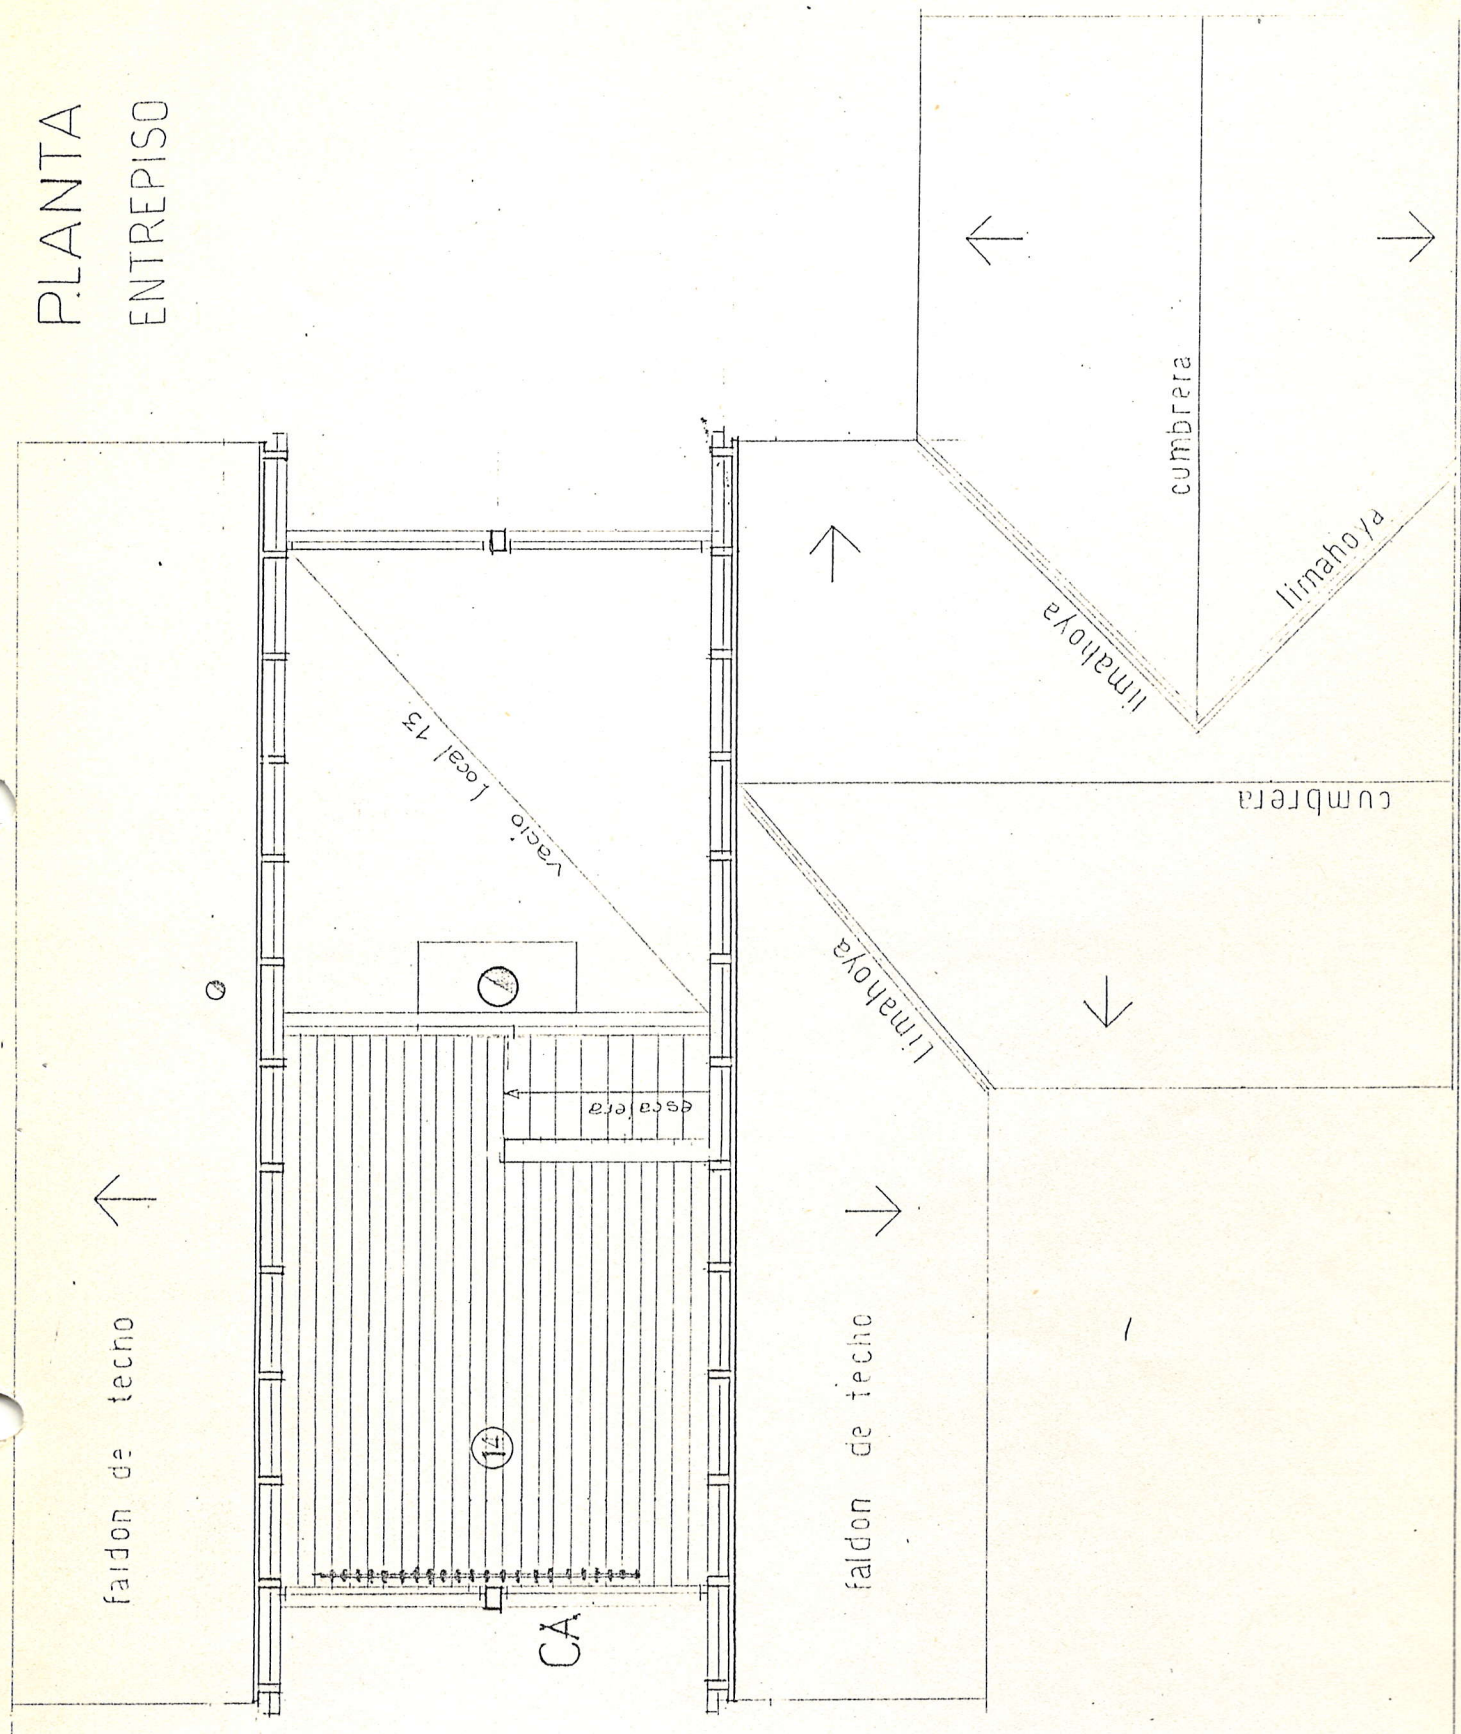 PLANTA
ENTREPISO
cumbrera
limahoya
limahoya
cumbrera
vacio Local 13
Limahoya
escalera
faldon de techo
faldon de techo
14
CA